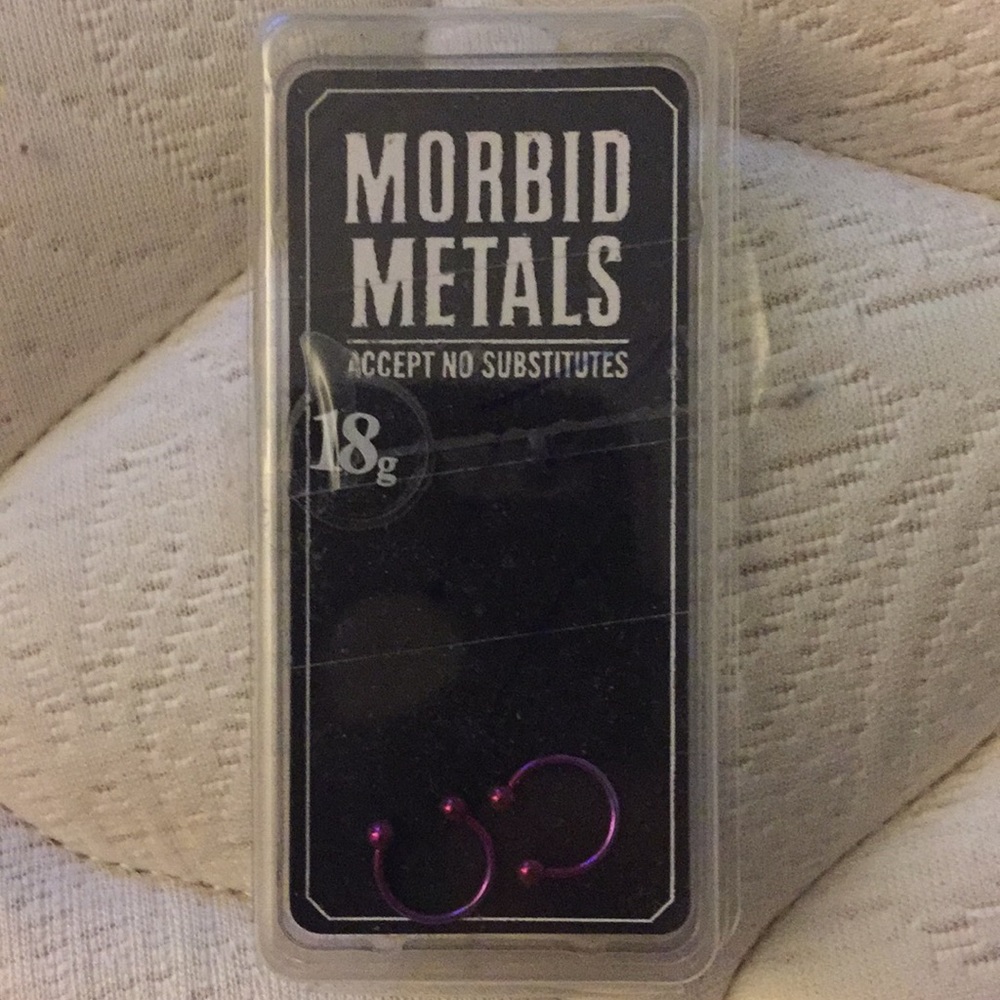 MORBID
METALS
ACCEPT NO SUBSTITUTES
18g